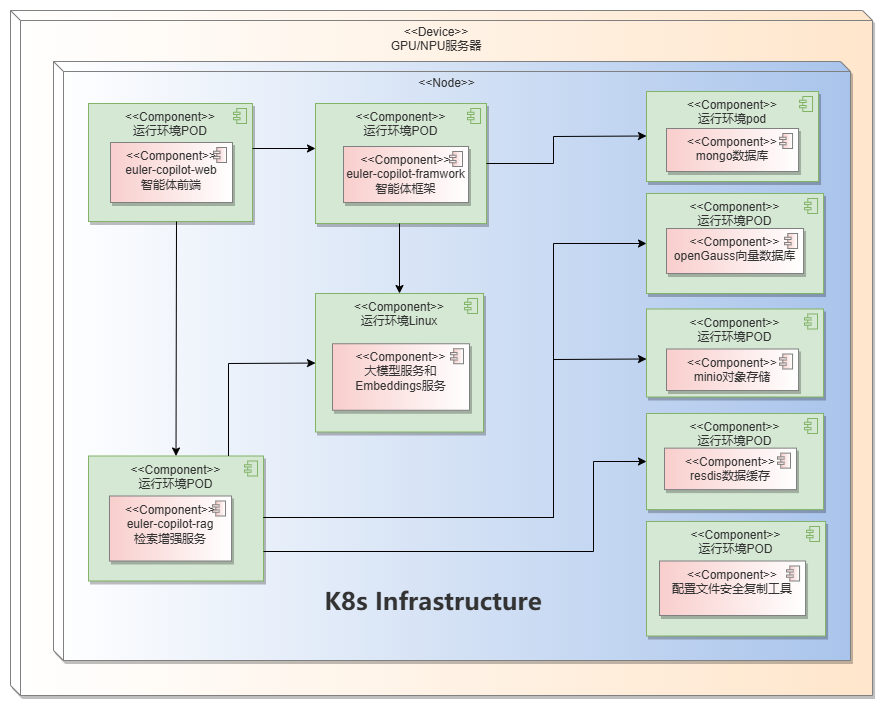 <<Device>>
GPU/NPU服务器
<<Node>>
<<Component>>
运行环境POD
<<Component>>
euler-copilot-web
智能体前端
<<Component>>
运行环境POD
<<Component>>
euler-copilot-framwork
智能体框架
<<Component>>
运行环境pod
<<Component>>
mongo数据库
<<Component>>
运行环境POD
<<Component>>
openGauss向量数据库
<<Component>>
运行环境Linux
<<Component>>
大模型服务和
Embeddings服务
<<Component>>
运行环境POD
<<Component>>
minio对象存储
<<Component>>
运行环境POD
<<Component>>
resdis数据缓存
<<Component>>
运行环境POD
<<Component>>
euler-copilot-rag
检索增强服务
<<Component>>
运行环境POD
<<Component>>
配置文件安全复制工具
K8s Infrastructure